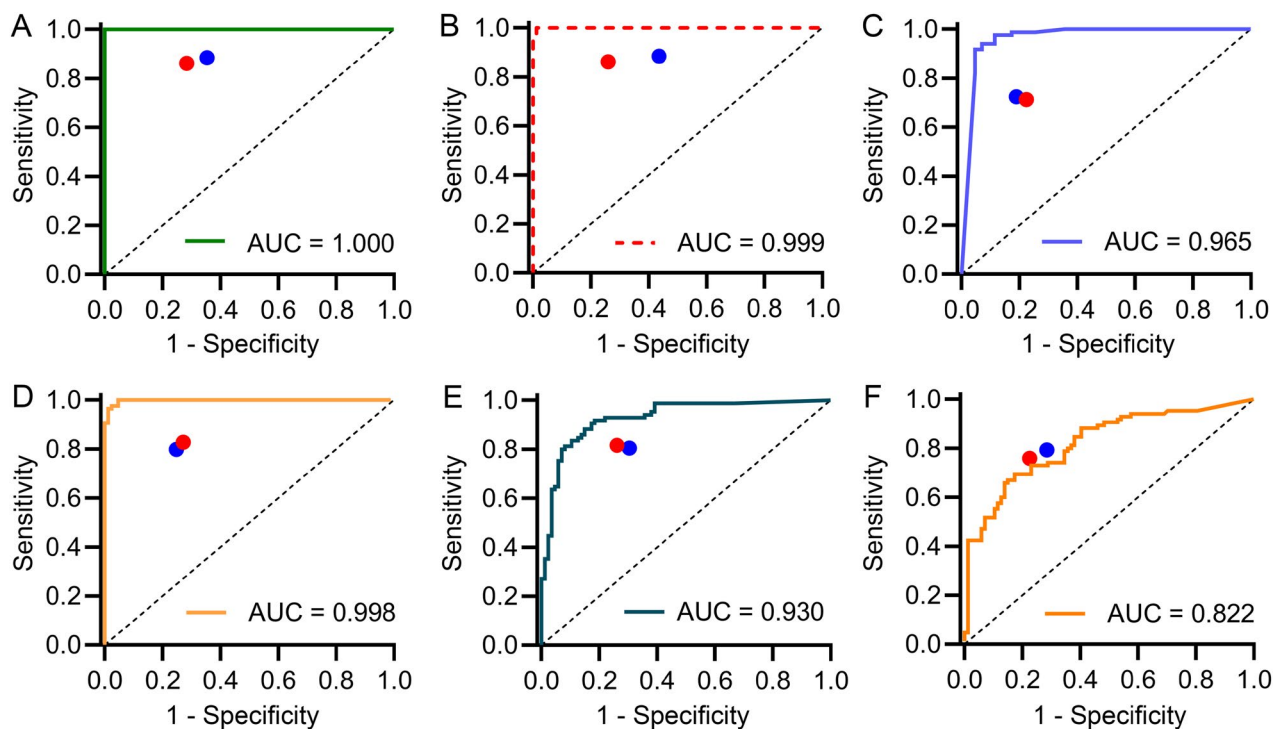 A
1.0
0.8
0.6
0.4
0.2
0.0
Sensitivity
AUC = 1.000
0.0 0.2 0.4 0.6 0.8 1.0
1 - Specificity
B
1.0
0.8
0.6
0.4
0.2
0.0
Sensitivity
AUC = 0.999
0.0 0.2 0.4 0.6 0.8 1.0
1 - Specificity
C
1.0
0.8
0.6
0.4
0.2
0.0
Sensitivity
AUC = 0.965
0.0 0.2 0.4 0.6 0.8 1.0
1 - Specificity
D
1.0
0.8
0.6
0.4
0.2
0.0
Sensitivity
AUC = 0.998
0.0 0.2 0.4 0.6 0.8 1.0
1 - Specificity
E
1.0
0.8
0.6
0.4
0.2
0.0
Sensitivity
AUC = 0.930
0.0 0.2 0.4 0.6 0.8 1.0
1 - Specificity
F
1.0
0.8
0.6
0.4
0.2
0.0
Sensitivity
AUC = 0.822
0.0 0.2 0.4 0.6 0.8 1.0
1 - Specificity